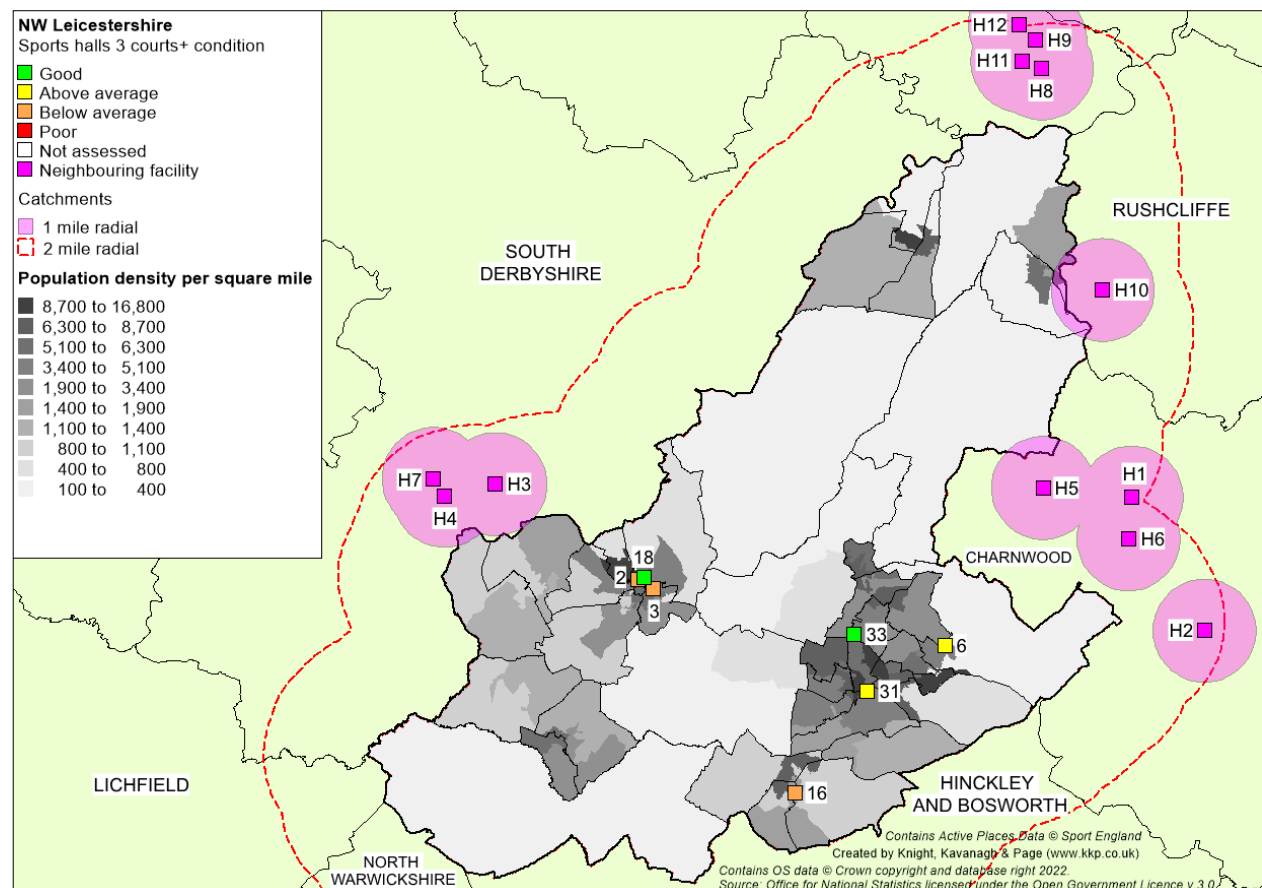 NW Leicestershire
Sports halls 3 courts+ condition
Good
Above average
Below average
Poor
Not assessed
Neighbouring facility
Catchments
1 mile radial
2 mile radial
Population density per square mile
8,700 to 16,800
6,300 to 8,700
5,100 to 6,300
3,400 to 5,100
1,900 to 3,400
1,400 to 1,900
1,100 to 1,400
800 to 1,100
400 to 800
100 to 400
H12
H9
H11
H8
RUSHCLIFFE
SOUTH
DERBYSHIRE
H10
H7
H3
H4
H5
H1
H6
CHARNWOOD
18
2
3
33
6
H2
31
LICHFIELD
16
HINCKLEY
AND BOSWORTH
NORTH
WARWICKSHIRE
Contains Active Places Data © Sport England
Created by Knight, Kavanagh & Page (www.kkp.co.uk)
Contains OS data © Crown copyright and database right 2022.
Source: Office for National Statistics licensed under the Open Government Licence v.3.0